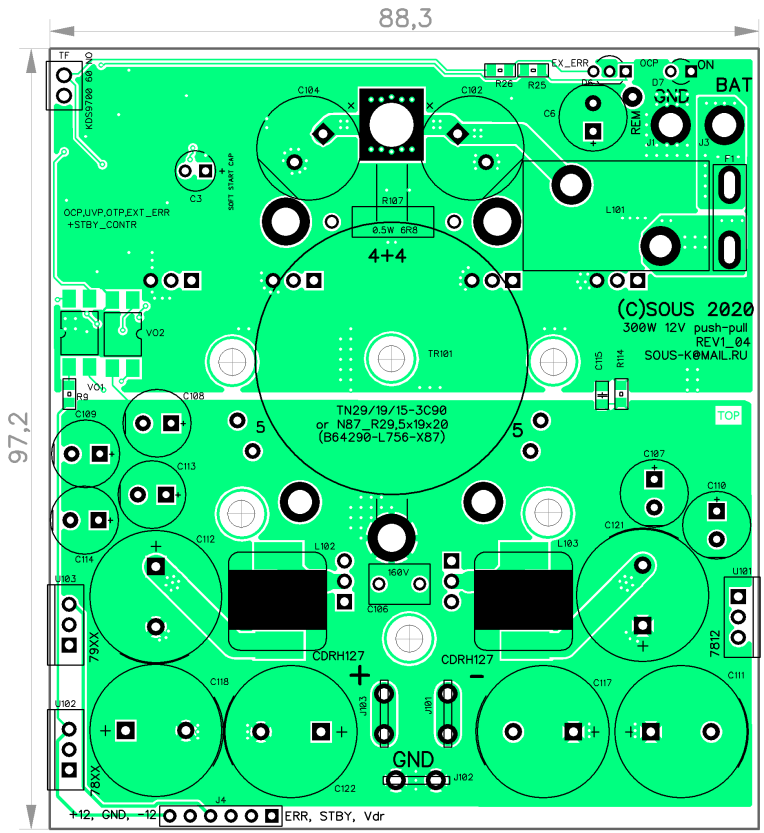 88,3
97,2
TF
KDS9700 60 NO
R26
R25
EX_ERR
D6
OCP
D7
ON
BAT
GND
REM
C104
C102
C6
J1
J3
F1
C3
+
SOFT START CAP
R107
0.5W 6R8
L101
OCP,UVP,OTP,EXT_ERR
+STBY_CONTR
4+4
(C)SOUS 2020
300W 12V push-pull
REV1_04
SOUS-K@MAIL.RU
VO2
VO1
TR101
R9
C115
R114
TOP
TN29/19/15-3C90
or N87_R29,5x19x20
(B64290-L756-X87)
5
5
C109
C108
C113
C114
C112
C107
C110
C121
L102
L103
160V
C106
U103
79XX
U101
7812
CDRH127
CDRH127
+
-
C118
C122
J103
J101
C117
C111
U102
78XX
GND
J102
J4
+12, GND, -12
ERR, STBY, Vdr